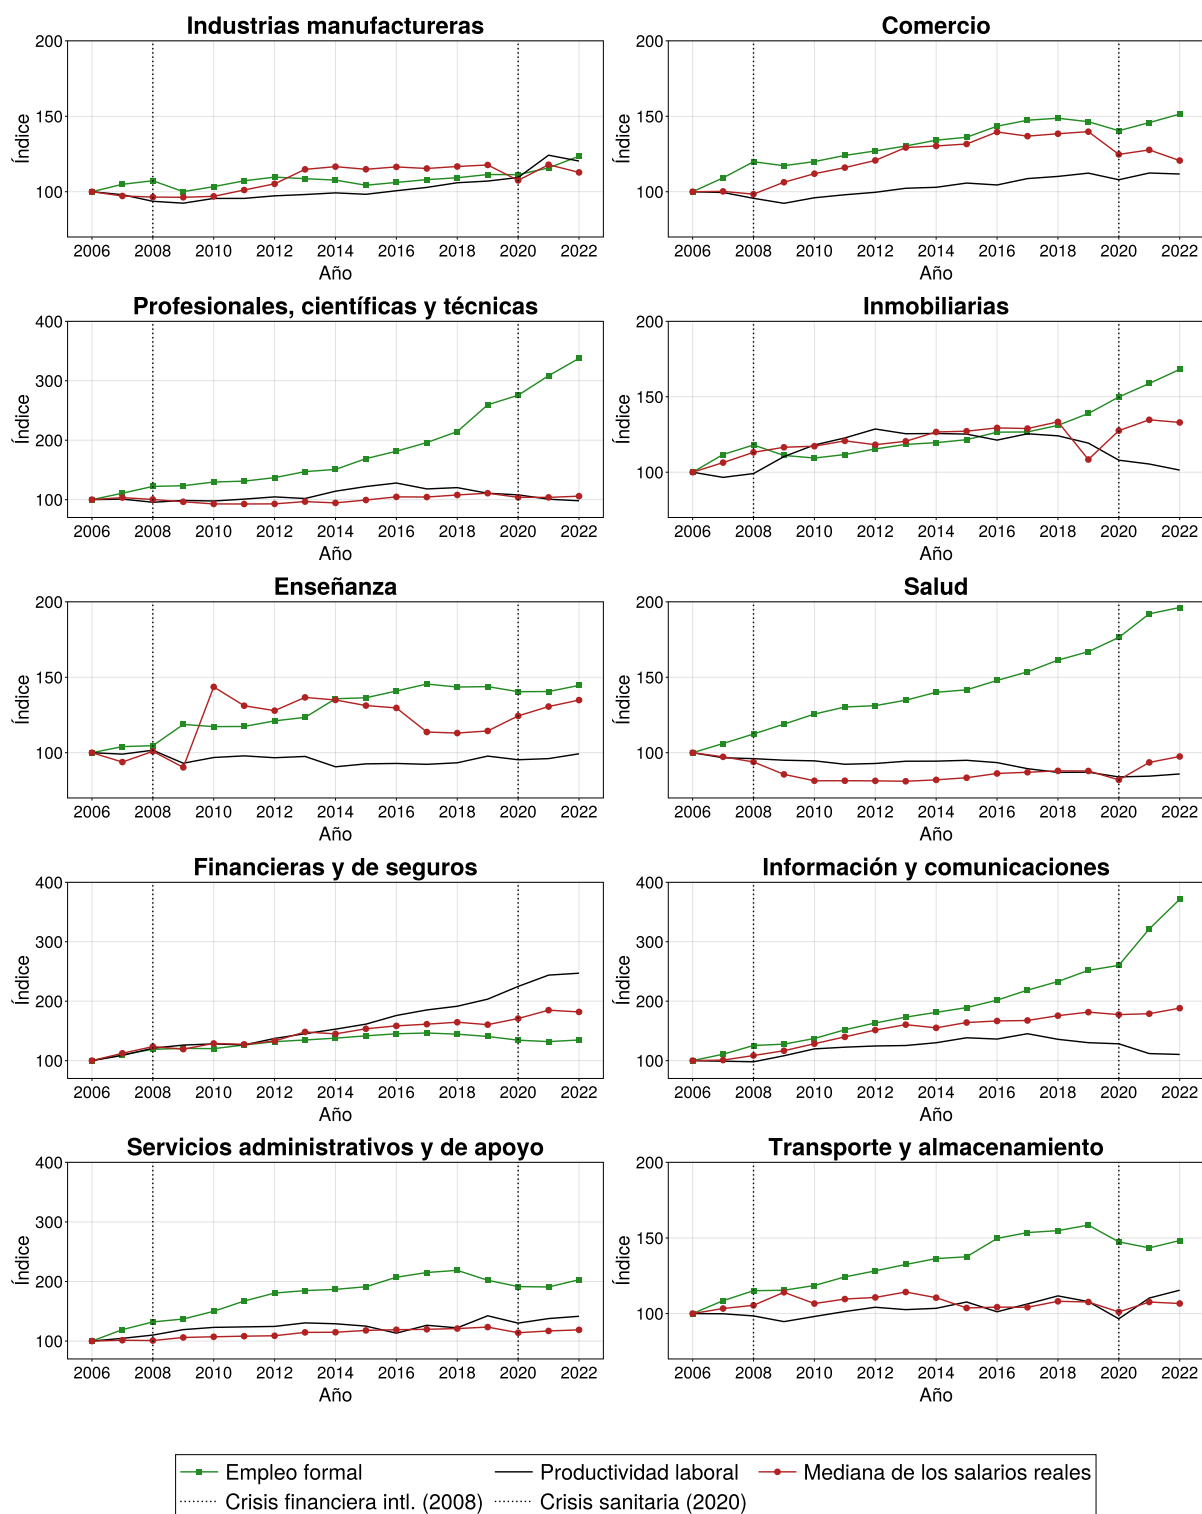 Industrias manufactureras
200
150
100
Índice
2006 2008 2010 2012 2014 2016 2018 2020 2022
Año
Comercio
200
150
100
Índice
2006 2008 2010 2012 2014 2016 2018 2020 2022
Año
Profesionales, científicas y técnicas
400
300
200
100
Índice
2006 2008 2010 2012 2014 2016 2018 2020 2022
Año
Inmobiliarias
200
150
100
Índice
2006 2008 2010 2012 2014 2016 2018 2020 2022
Año
Enseñanza
200
150
100
Índice
2006 2008 2010 2012 2014 2016 2018 2020 2022
Año
Salud
200
150
100
Índice
2006 2008 2010 2012 2014 2016 2018 2020 2022
Año
Financieras y de seguros
400
300
200
100
Índice
2006 2008 2010 2012 2014 2016 2018 2020 2022
Año
Información y comunicaciones
400
300
200
100
Índice
2006 2008 2010 2012 2014 2016 2018 2020 2022
Año
Servicios administrativos y de apoyo
400
300
200
100
Índice
2006 2008 2010 2012 2014 2016 2018 2020 2022
Año
Transporte y almacenamiento
200
150
100
Índice
2006 2008 2010 2012 2014 2016 2018 2020 2022
Año
Empleo formal Productividad laboral Mediana de los salarios reales
Crisis financiera intl. (2008) Crisis sanitaria (2020)